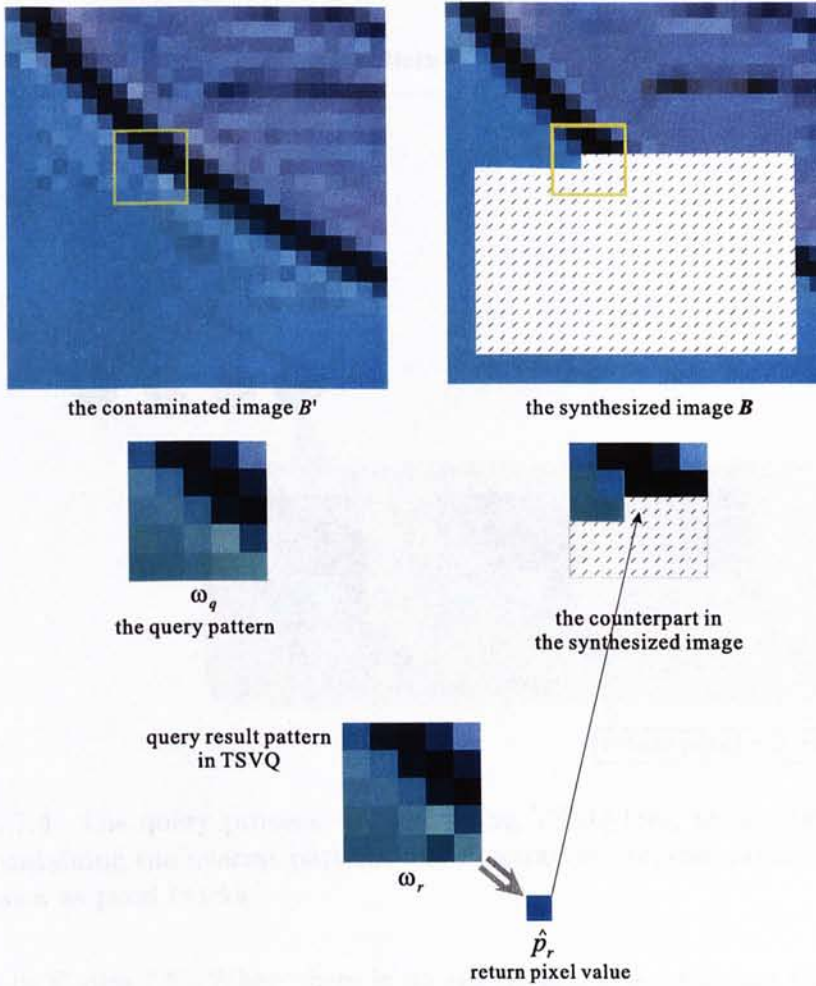 the contaminated image B'
the synthesized image B
ω_q
the query pattern
the counterpart in
the synthesized image
query result pattern
in TSVQ
ω_r
p̂_r
return pixel value